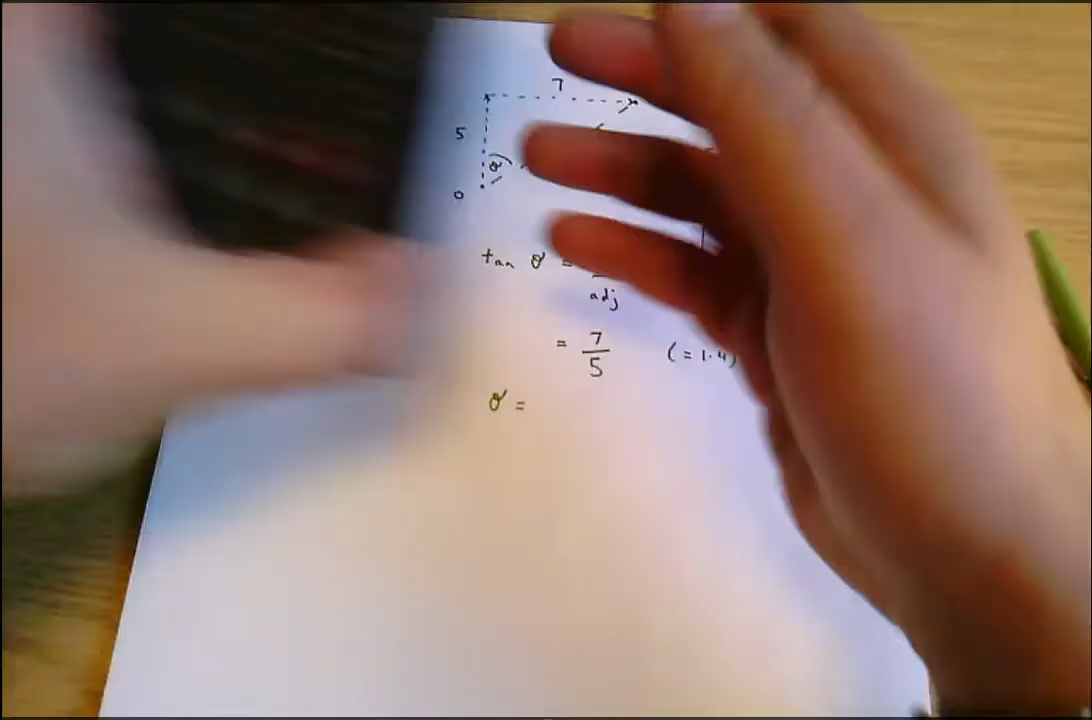 7
5
θ
0
tan θ =
adj
= 7/5 (= 1.4)
θ =